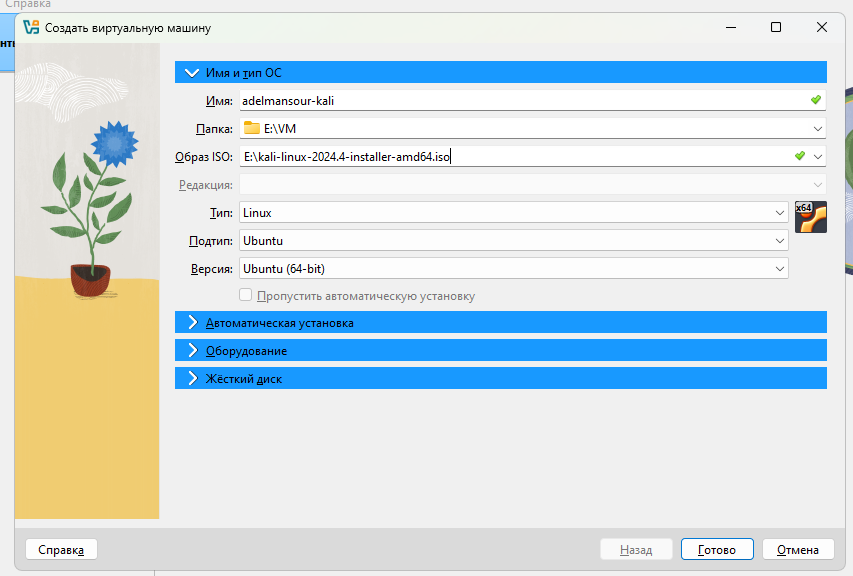 Справка
Создать виртуальную машину
Имя и тип ОС
Имя: adelmansour-kali
Папка: E:\VM
Образ ISO: E:\kali-linux-2024.4-installer-amd64.iso
Редакция:
Тип: Linux
x64
Подтип: Ubuntu
Версия: Ubuntu (64-bit)
Пропустить автоматическую установку
Автоматическая установка
Оборудование
Жёсткий диск
Справка Назад Готово Отмена